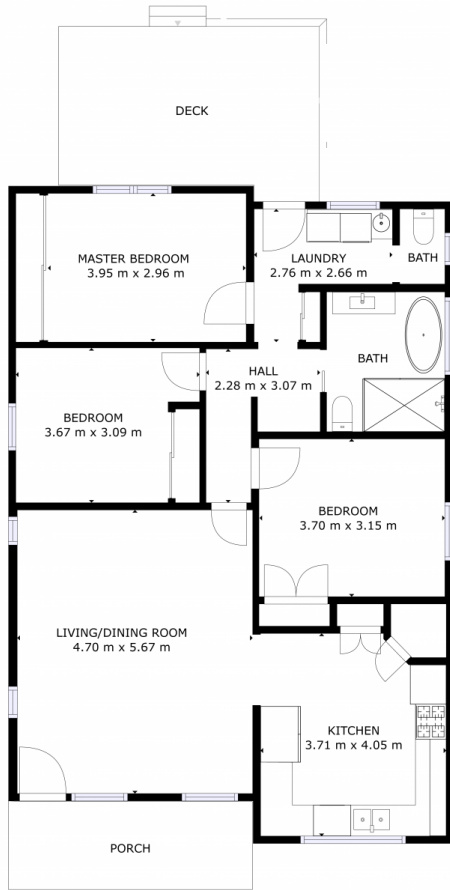 DECK
MASTER BEDROOM
3.95 m x 2.96 m
LAUNDRY
2.76 m x 2.66 m
BATH
HALL
2.28 m x 3.07 m
BATH
BEDROOM
3.67 m x 3.09 m
BEDROOM
3.70 m x 3.15 m
LIVING/DINING ROOM
4.70 m x 5.67 m
KITCHEN
3.71 m x 4.05 m
PORCH